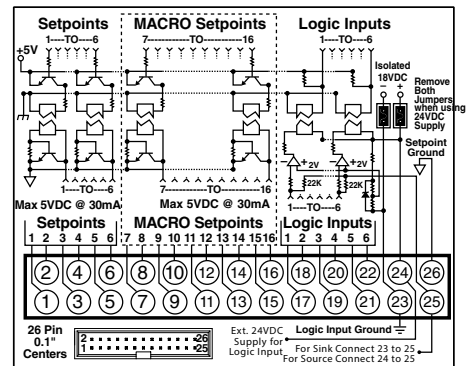 Setpoints MACRO Setpoints Logic Inputs
1----TO----6 7-----------TO-----------16 1----TO----6
+5V
Isolated
18VDC
− +
Remove
Both
Jumpers
when using
24VDC
Supply
Setpoint
Ground
− + 2V − + 2V
22K 22K
1----TO----6 7-----------TO-----------16 1----TO----6
Max 5VDC @ 30mA Max 5VDC @ 30mA
Setpoints MACRO Setpoints Logic Inputs
1 2 3 4 5 6 7 8 9 10 11 12 13 14 15 16 1 2 3 4 5 6
2 4 6 8 10 12 14 16 18 20 22 24 26
1 3 5 7 9 11 13 15 17 19 21 23 25
26 Pin
0.1"
Centers
2 26
1 25
Ext. 24VDC
Supply for
Logic Input
Logic Input Ground
For Sink Connect 23 to 25
For Source Connect 24 to 25